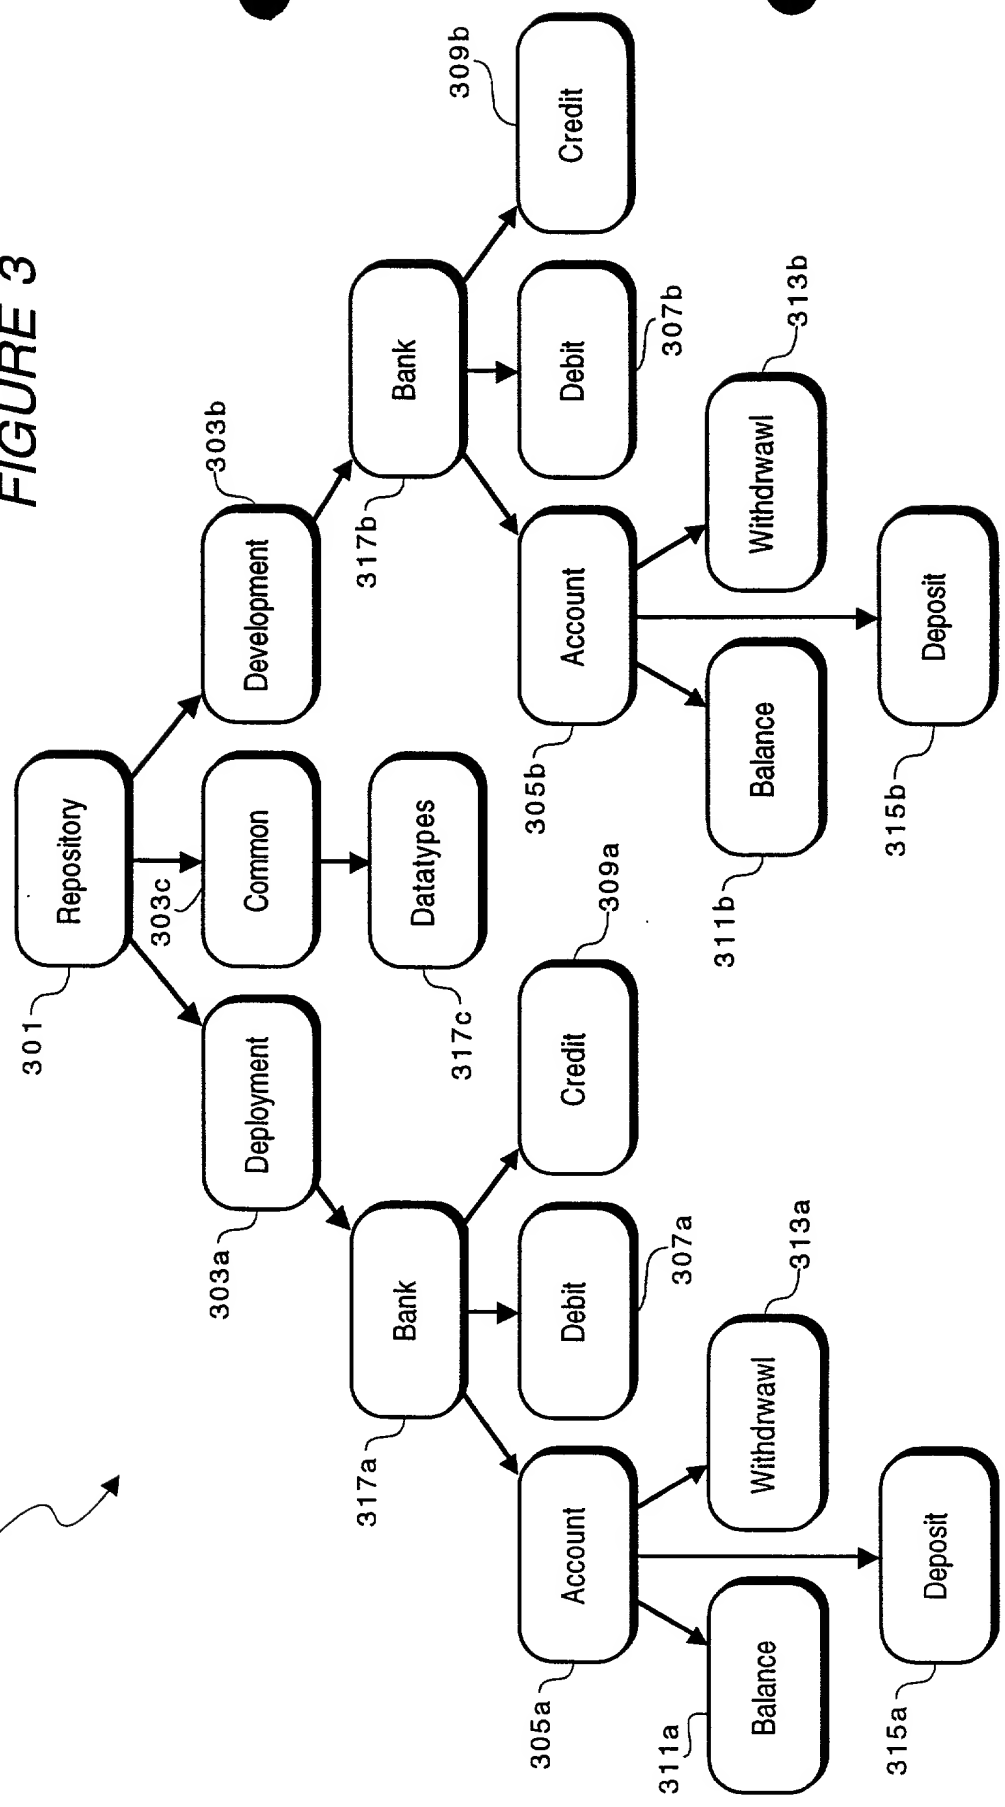 FIGURE 3
301
Repository
303a
Deployment
303c
Common
303b
Development
317a
Bank
317c
Datatypes
317b
Bank
305a
Account
Debit
307a
Credit
309a
305b
Account
Debit
307b
Credit
309b
311a
Balance
Withdrwawl
313a
311b
Balance
Withdrwawl
313b
315a
Deposit
315b
Deposit